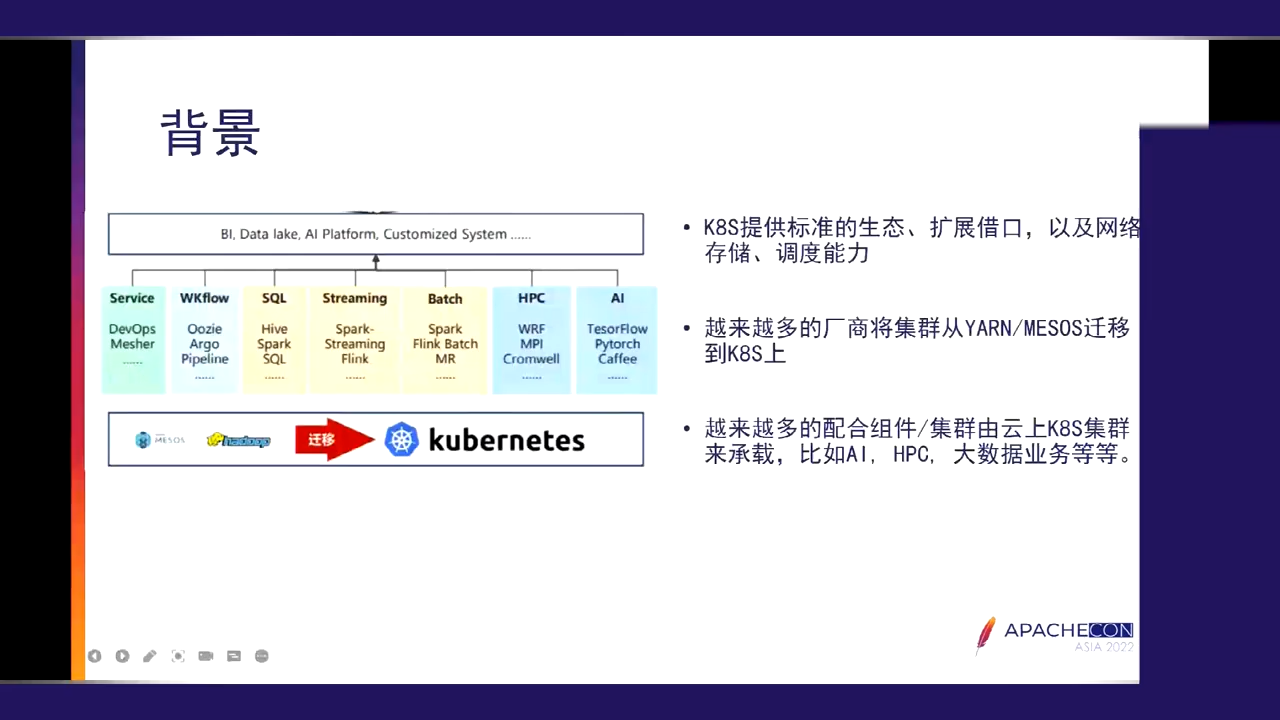 背景
BI, Data lake, AI Platform, Customized System ......
Service
DevOps
Mesher
......
WKflow
Oozie
Argo
Pipeline
......
SQL
Hive
Spark
SQL
......
Streaming
Spark-
Streaming
Flink
......
Batch
Spark
Flink Batch
MR
......
HPC
WRF
MPI
Cromwell
......
AI
TesorFlow
Pytorch
Caffee
......
MESOS
hadoop
迁移
kubernetes
• K8S提供标准的生态、扩展借口，以及网络
存储、调度能力
• 越来越多的厂商将集群从YARN/MESOS迁移
到K8S上
• 越来越多的配合组件/集群由云上K8S集群
来承载，比如AI, HPC, 大数据业务等等。
APACHECON
ASIA 2022